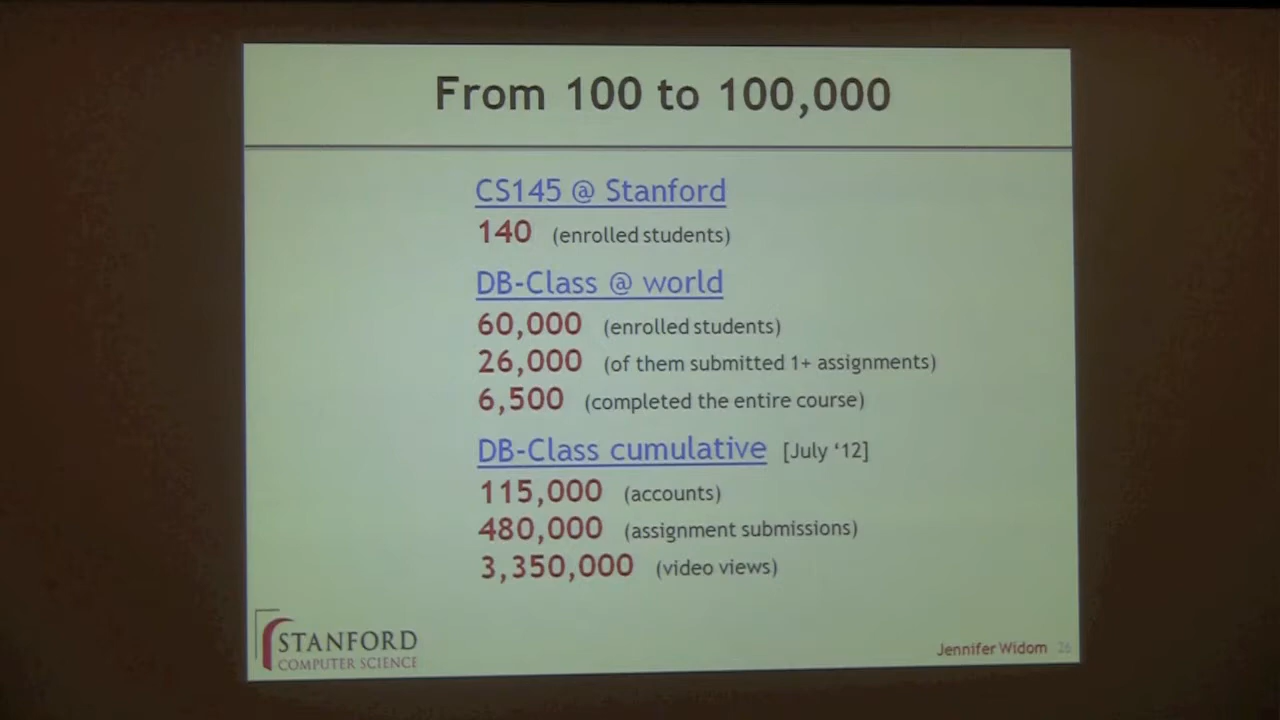 From 100 to 100,000
CS145 @ Stanford
140 (enrolled students)
DB-Class @ world
60,000 (enrolled students)
26,000 (of them submitted 1+ assignments)
6,500 (completed the entire course)
DB-Class cumulative [July ‘12]
115,000 (accounts)
480,000 (assignment submissions)
3,350,000 (video views)
STANFORD
COMPUTER SCIENCE
Jennifer Widom